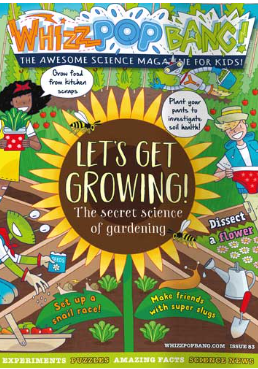 WHIZZ POP BANG!
THE AWESOME SCIENCE MAGAZINE FOR KIDS!
Grow food
from kitchen
scraps
Plant your
pants to
investigate
soil health!
LET'S GET
GROWING!
The secret science
of gardening
Dissect
a flower
Set up a
snail race!
Make friends
with super slugs
WHIZZPOPBANG.COM ISSUE 83
EXPERIMENTS PUZZLES AMAZING FACTS SCIENCE NEWS